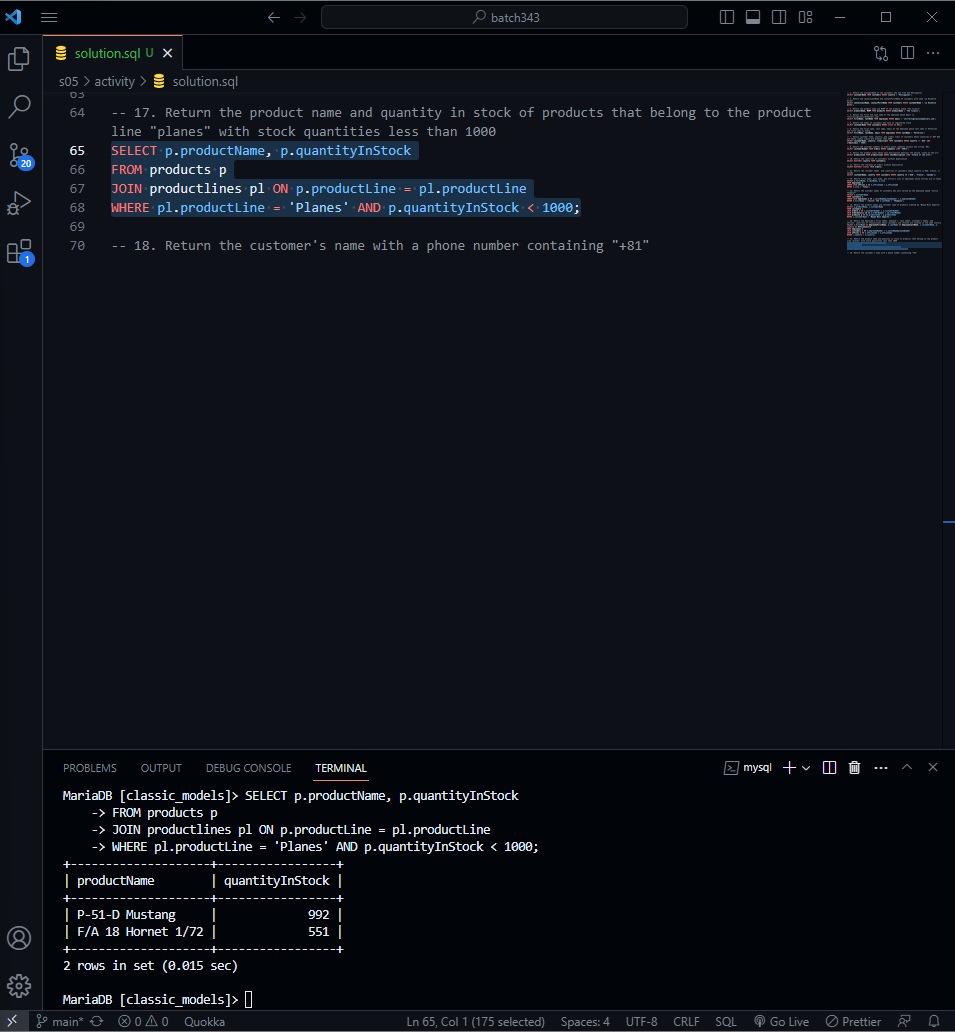 batch343
solution.sql U
s05 > activity > solution.sql
63
64 -- 17. Return the product name and quantity in stock of products that belong to the product
line "planes" with stock quantities less than 1000
65 SELECT p.productName, p.quantityInStock
66 FROM products p
67 JOIN productlines pl ON p.productLine = pl.productLine
68 WHERE pl.productLine = 'Planes' AND p.quantityInStock < 1000;
69
70 -- 18. Return the customer's name with a phone number containing "+81"
20
1
PROBLEMS OUTPUT DEBUG CONSOLE TERMINAL mysql
MariaDB [classic_models]> SELECT p.productName, p.quantityInStock
-> FROM products p
-> JOIN productlines pl ON p.productLine = pl.productLine
-> WHERE pl.productLine = 'Planes' AND p.quantityInStock < 1000;
+--------------------+-----------------+
| productName | quantityInStock |
+--------------------+-----------------+
| P-51-D Mustang | 992 |
| F/A 18 Hornet 1/72 | 551 |
+--------------------+-----------------+
2 rows in set (0.015 sec)
MariaDB [classic_models]>
main* 0 0 Quokka Ln 65, Col 1 (175 selected) Spaces: 4 UTF-8 CRLF SQL Go Live Prettier